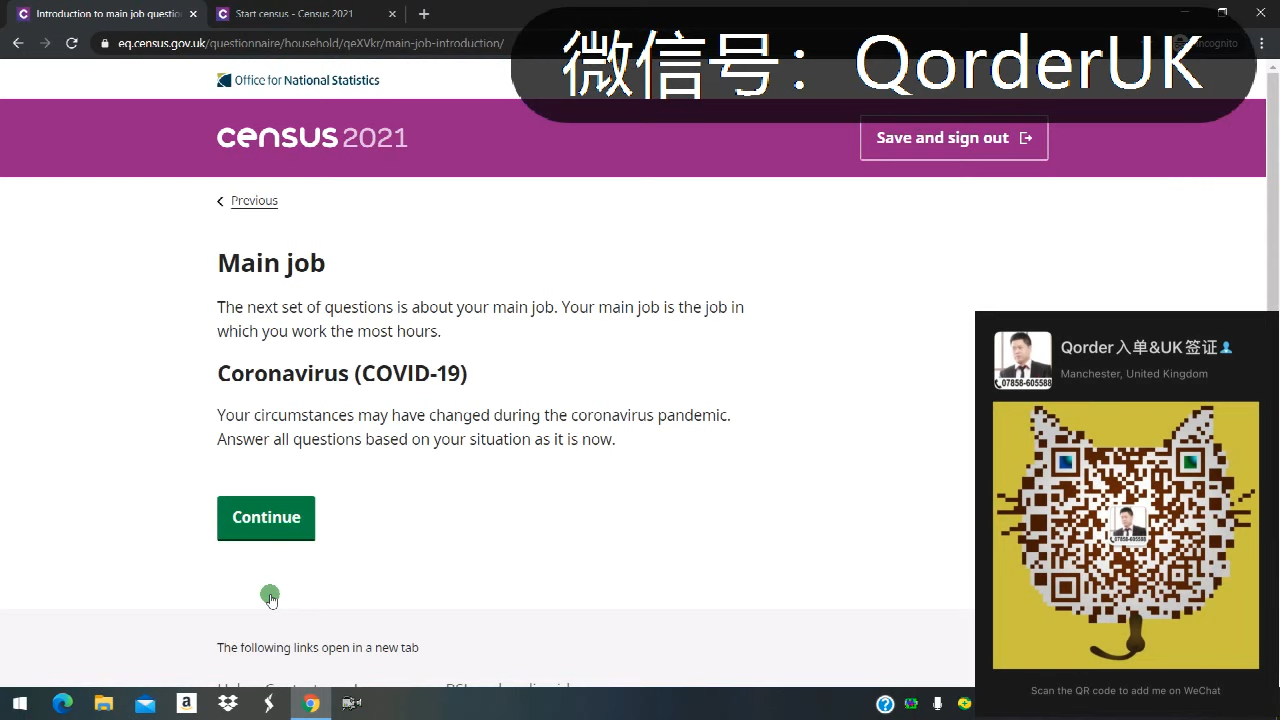 Introduction to main job questio
Start census - Census 2021
eq.census.gov.uk/questionnaire/household/qeXVkr/main-job-introduction/
Incognito
微信号：QorderUK
Office for National Statistics
census 2021
Save and sign out
Previous
Main job
The next set of questions is about your main job. Your main job is the job in
which you work the most hours.
Coronavirus (COVID-19)
Your circumstances may have changed during the coronavirus pandemic.
Answer all questions based on your situation as it is now.
Continue
The following links open in a new tab
Qorder入单&UK签证
Manchester, United Kingdom
07858-605588
07858-605588
Scan the QR code to add me on WeChat